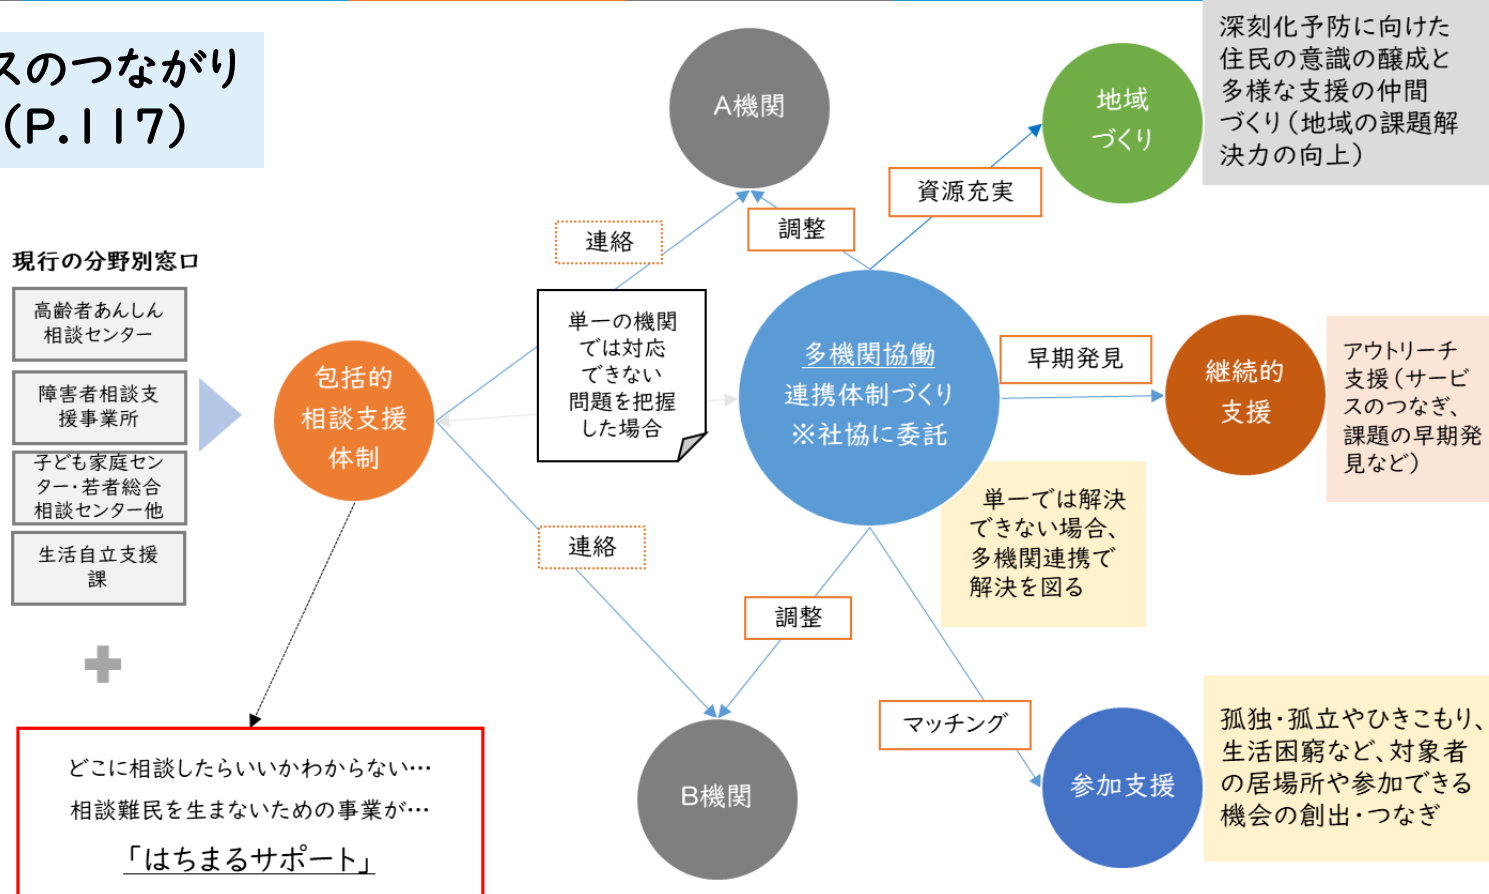 スのつながり
(P.117)
現行の分野別窓口
高齢者あんしん
相談センター
障害者相談支
援事業所
子ども家庭セン
ター・若者総合
相談センター他
生活自立支援
課
包括的
相談支援
体制
どこに相談したらいいかわからない…
相談難民を生まないための事業が…
「はちまるサポート」
連絡
単一の機関
では対応
できない
問題を把握
した場合
連絡
A機関
調整
多機関協働
連携体制づくり
※社協に委託
単一では解決
できない場合、
多機関連携で
解決を図る
調整
B機関
資源充実
地域
づくり
深刻化予防に向けた
住民の意識の醸成と
多様な支援の仲間
づくり（地域の課題解
決力の向上）
早期発見
継続的
支援
アウトリーチ
支援（サービ
スのつなぎ、
課題の早期発
見など）
マッチング
参加支援
孤独・孤立やひきこもり、
生活困窮など、対象者
の居場所や参加できる
機会の創出・つなぎ